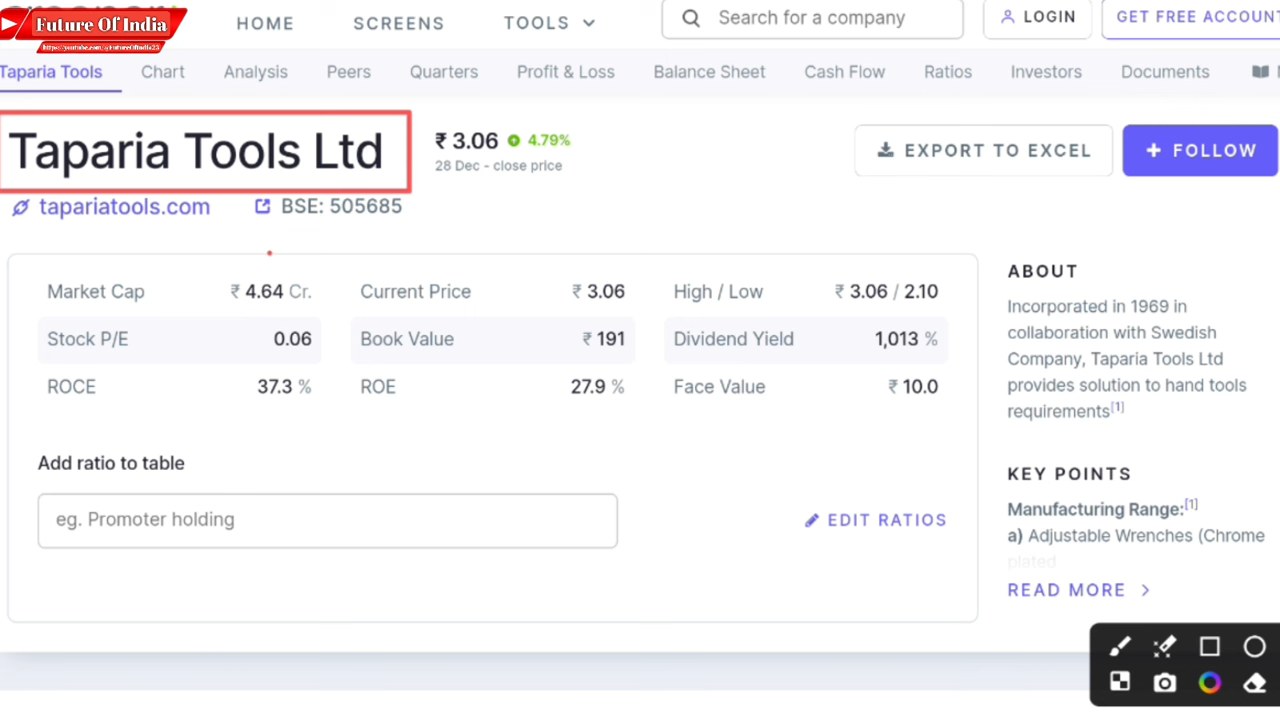 Future Of India
https://youtube.com/@FutureOfIndia23
HOME
SCREENS
TOOLS
Search for a company
LOGIN
GET FREE ACCOUNT
Taparia Tools
Chart
Analysis
Peers
Quarters
Profit & Loss
Balance Sheet
Cash Flow
Ratios
Investors
Documents
Taparia Tools Ltd
₹ 3.06 4.79%
28 Dec - close price
EXPORT TO EXCEL
+ FOLLOW
tapariatools.com
BSE: 505685
Market Cap ₹ 4.64 Cr.
Current Price ₹ 3.06
High / Low ₹ 3.06 / 2.10
Stock P/E 0.06
Book Value ₹ 191
Dividend Yield 1,013 %
ROCE 37.3 %
ROE 27.9 %
Face Value ₹ 10.0
Add ratio to table
eg. Promoter holding
EDIT RATIOS
ABOUT
Incorporated in 1969 in
collaboration with Swedish
Company, Taparia Tools Ltd
provides solution to hand tools
requirements[1]
KEY POINTS
Manufacturing Range:[1]
a) Adjustable Wrenches (Chrome
plated
READ MORE